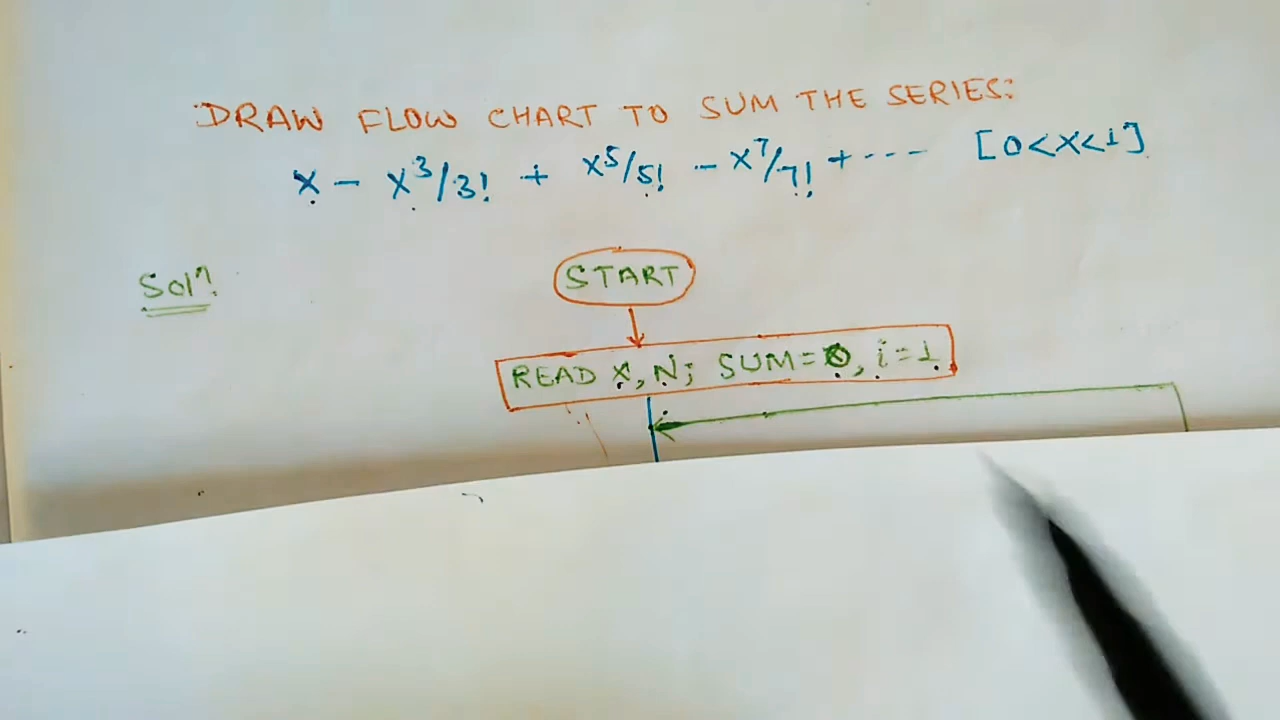 DRAW FLOW CHART TO SUM THE SERIES:
x - x³/3! + x⁵/5! - x⁷/7! + ---- [0<x<1]
Solⁿ:
START
READ x, N; SUM=0, i=1